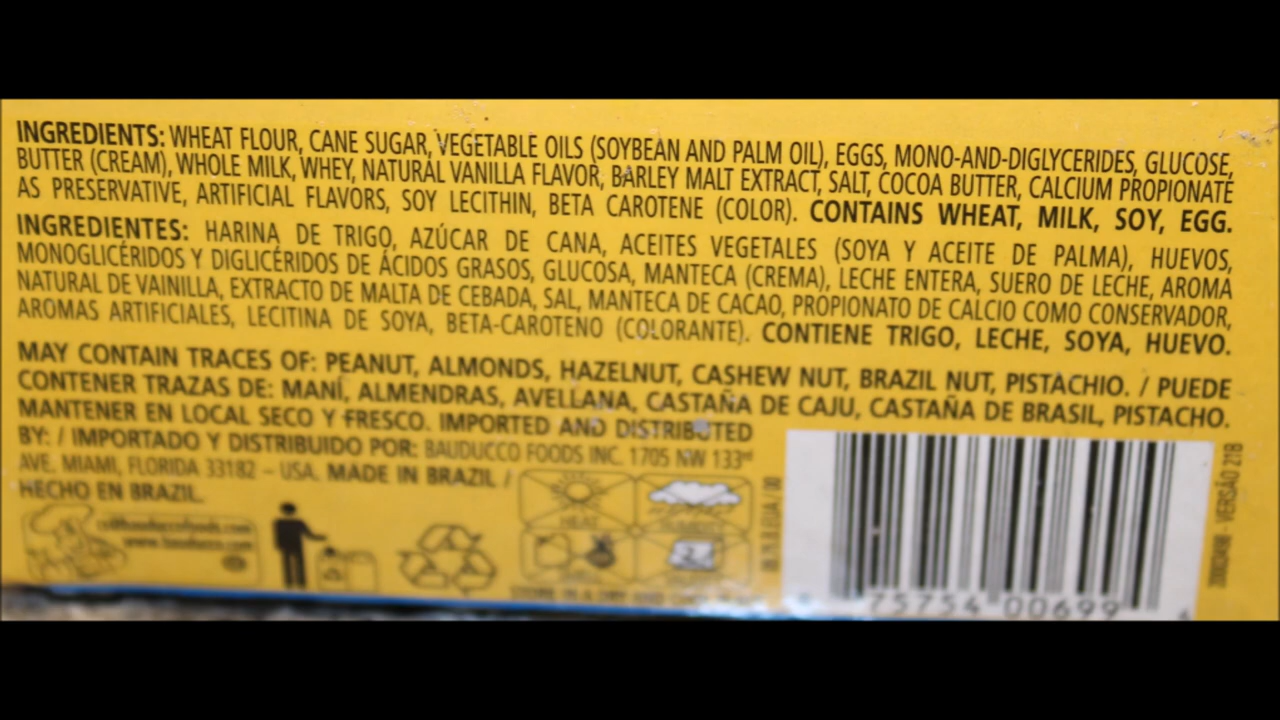 INGREDIENTS: WHEAT FLOUR, CANE SUGAR, VEGETABLE OILS (SOYBEAN AND PALM OIL), EGGS, MONO-AND-DIGLYCERIDES, GLUCOSE,
BUTTER (CREAM), WHOLE MILK, WHEY, NATURAL VANILLA FLAVOR, BARLEY MALT EXTRACT, SALT, COCOA BUTTER, CALCIUM PROPIONATE
AS PRESERVATIVE, ARTIFICIAL FLAVORS, SOY LECITHIN, BETA CAROTENE (COLOR). CONTAINS WHEAT, MILK, SOY, EGG.
INGREDIENTES: HARINA DE TRIGO, AZÚCAR DE CANA, ACEITES VEGETALES (SOYA Y ACEITE DE PALMA), HUEVOS,
MONOGLICÉRIDOS Y DIGLICÉRIDOS DE ÁCIDOS GRASOS, GLUCOSA, MANTECA (CREMA), LECHE ENTERA, SUERO DE LECHE, AROMA
NATURAL DE VAINILLA, EXTRACTO DE MALTA DE CEBADA, SAL, MANTECA DE CACAO, PROPIONATO DE CALCIO COMO CONSERVADOR,
AROMAS ARTIFICIALES, LECITINA DE SOYA, BETA-CAROTENO (COLORANTE). CONTIENE TRIGO, LECHE, SOYA, HUEVO.
MAY CONTAIN TRACES OF: PEANUT, ALMONDS, HAZELNUT, CASHEW NUT, BRAZIL NUT, PISTACHIO. / PUEDE
CONTENER TRAZAS DE: MANÍ, ALMENDRAS, AVELLANA, CASTAÑA DE CAJU, CASTAÑA DE BRASIL, PISTACHO.
MANTENER EN LOCAL SECO Y FRESCO. IMPORTED AND DISTRIBUTED
BY: / IMPORTADO Y DISTRIBUIDO POR: BAUDUCCO FOODS INC. 1705 NW 133rd
AVE. MIAMI, FLORIDA 33182 – USA. MADE IN BRAZIL /
HECHO EN BRAZIL.
HEAT
STORE IN A DRY AND
VERSÃO 21B
75754 00699